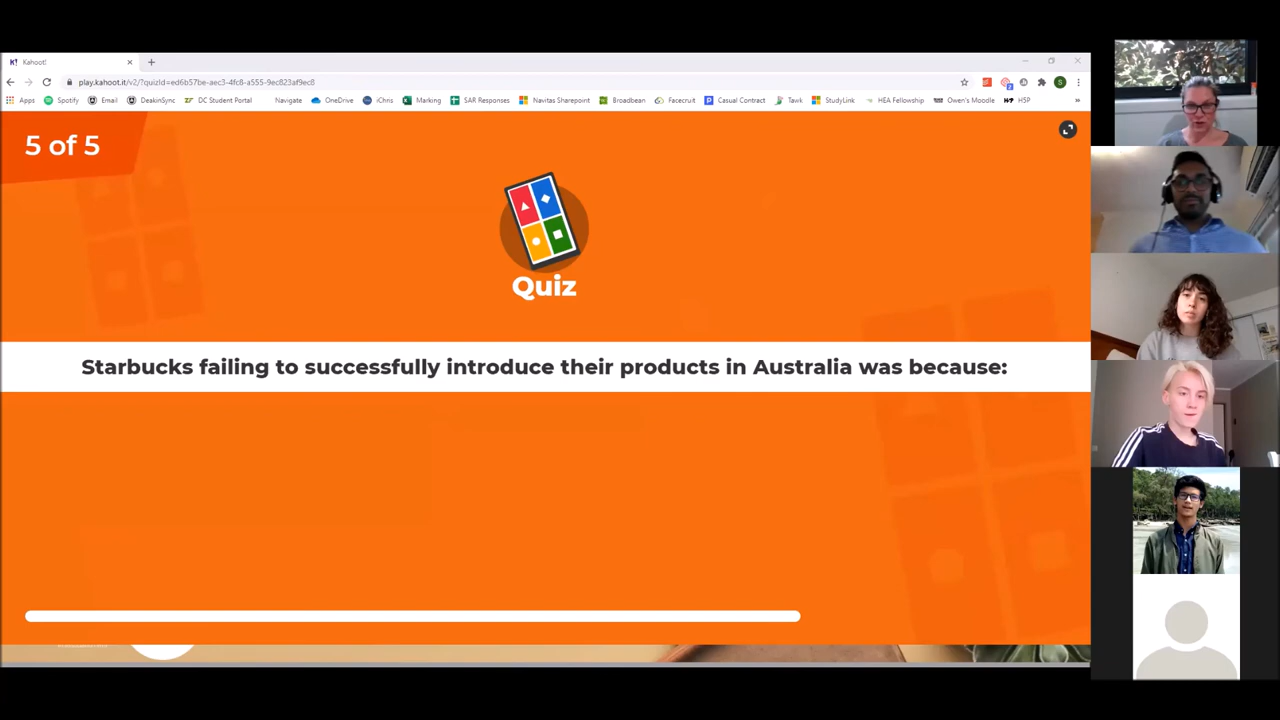 Kahoot!
play.kahoot.it/v2/?quizId=ed6b57be-aec3-4fc8-a555-9ec823af9ec8
Apps Spotify Email DeakinSync DC Student Portal Navigate OneDrive iChris Marking SAR Responses Navitas Sharepoint Broadbean Facecruit Casual Contract Tawk StudyLink HEA Fellowship Owen's Moodle H5P
5 of 5
Quiz
Starbucks failing to successfully introduce their products in Australia was because: